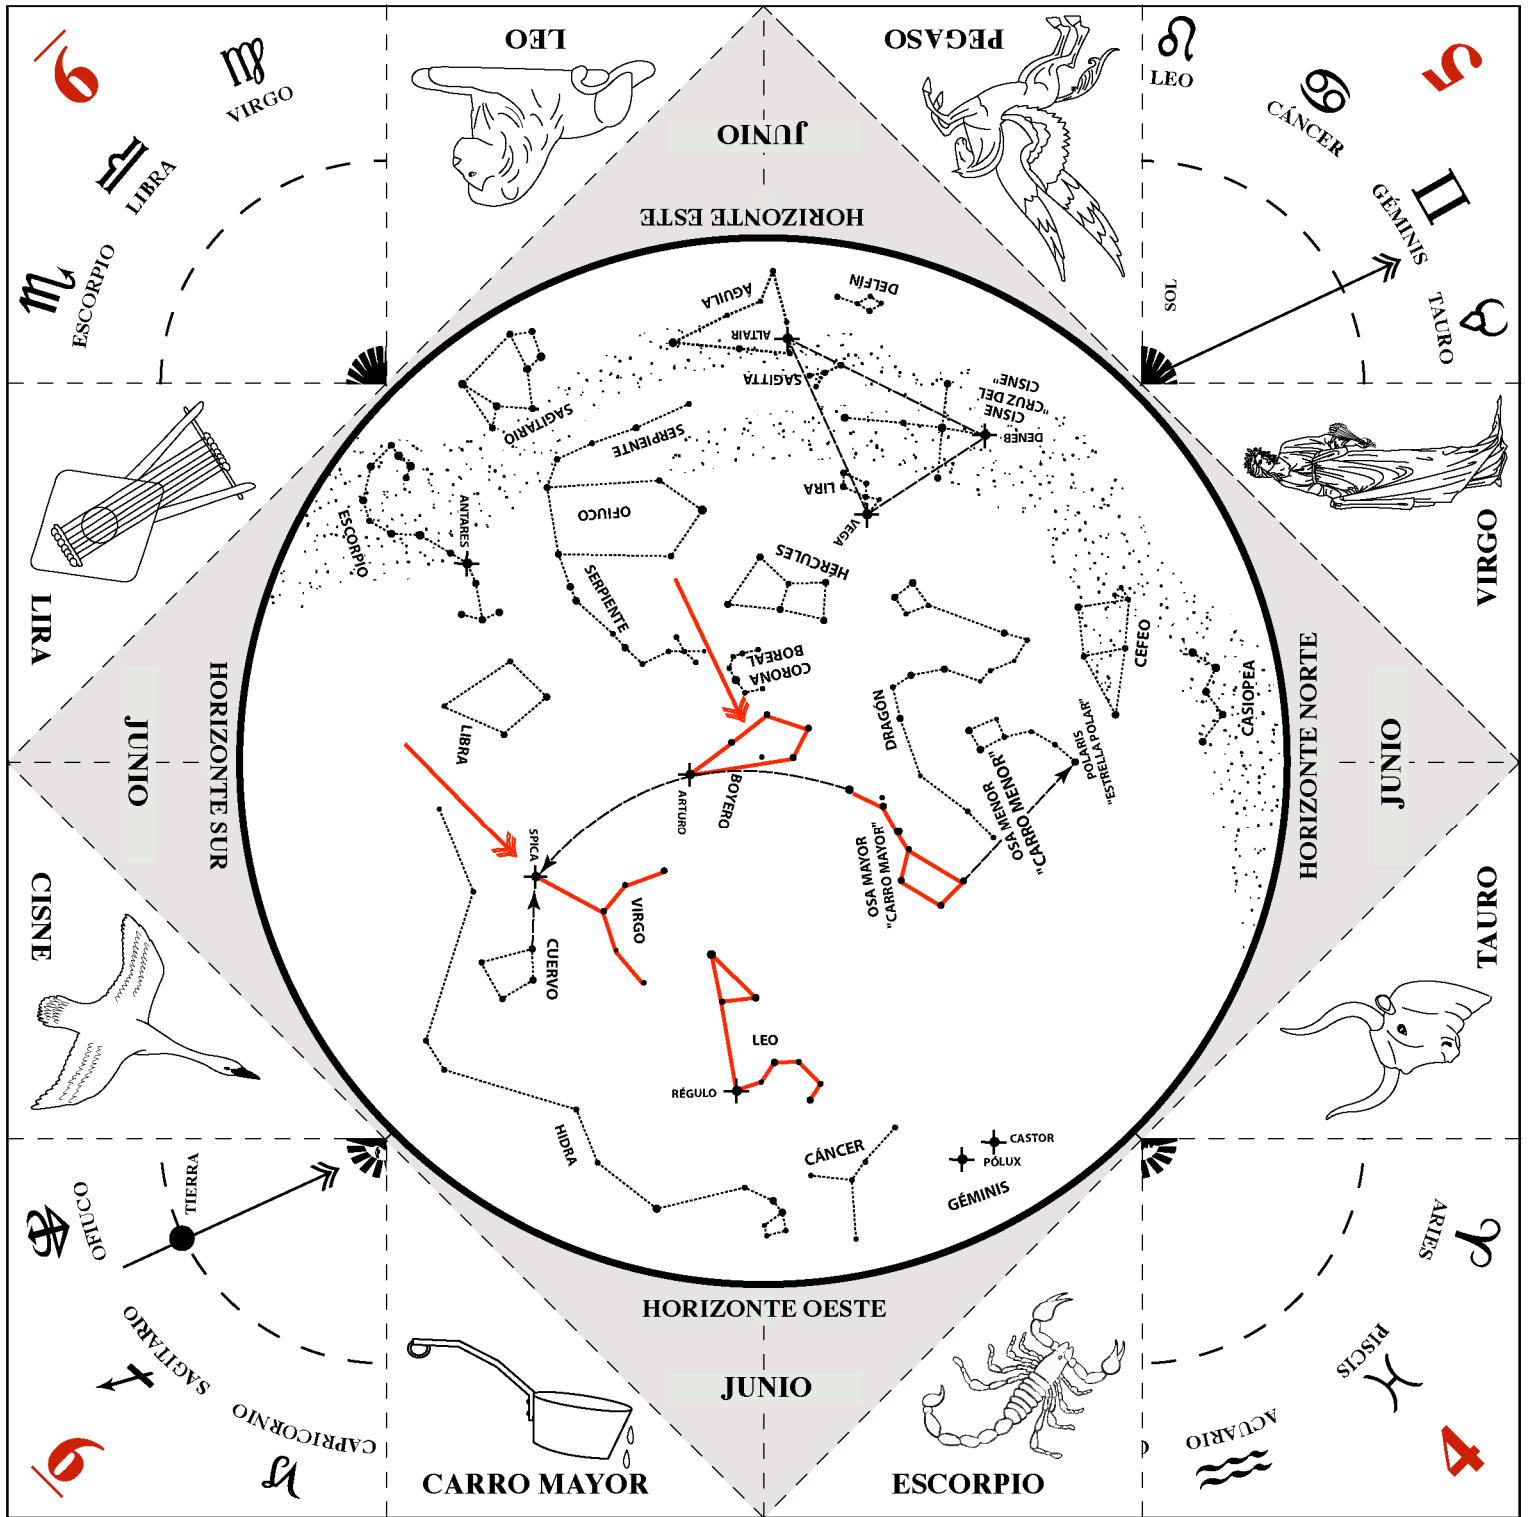 6
VIRGO
LIBRA
ESCORPIO
LEO
PEGASO
LEO
CÁNCER
GÉMINIS
TAURO
SOL
5
JUNIO
HORIZONTE ESTE
LIRA
JUNIO
HORIZONTE SUR
CISNE
VIRGO
HORIZONTE NORTE
JUNIO
TAURO
DELFÍN
ÁGUILA
ALTAIR
SAGITTA
CISNE
"CRUZ DEL
CISNE"
DENEB
SAGITARIO
SERPIENTE
LIRA
VEGA
OFIUCO
ANTARES
ESCORPIO
SERPIENTE
HÉRCULES
CORONA
BOREAL
CEFEO
CASIOPEA
DRAGÓN
LIBRA
POLARIS
"ESTRELLA POLAR"
OSA MENOR
"CARRO MENOR"
BOYERO
ARTURO
SPICA
OSA MAYOR
"CARRO MAYOR"
VIRGO
CUERVO
LEO
RÉGULO
HIDRA
CÁNCER
CASTOR
PÓLUX
GÉMINIS
HORIZONTE OESTE
JUNIO
TIERRA
OFIUCO
SAGITARIO
CAPRICORNIO
6
CARRO MAYOR
ESCORPIO
ARIES
PISCIS
ACUARIO
4